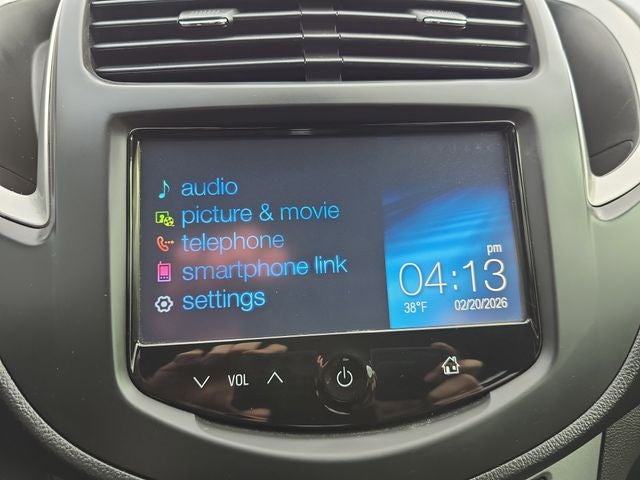 audio
picture & movie
telephone
smartphone link
settings
pm
04:13
38°F 02/20/2026
VOL